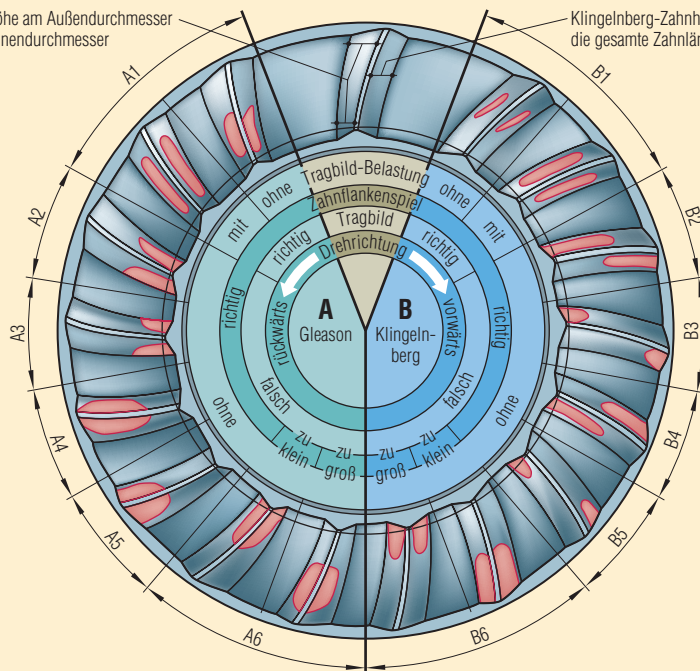 öhe am Außendurchmesser
nendurchmesser
Klingelnberg-Zahnh
die gesamte Zahnlän
A1
B1
A2
B2
A3
B3
A4
B4
A5
B5
A6
B6
Tragbild-Belastung
Zahnflankenspiel
Tragbild
Drehrichtung
mit
ohne
richtig
richtig
rückwärts
falsch
ohne
zu klein
zu groß
A
Gleason
ohne
mit
richtig
richtig
vorwärts
falsch
ohne
zu groß
zu klein
B
Klingeln-
berg